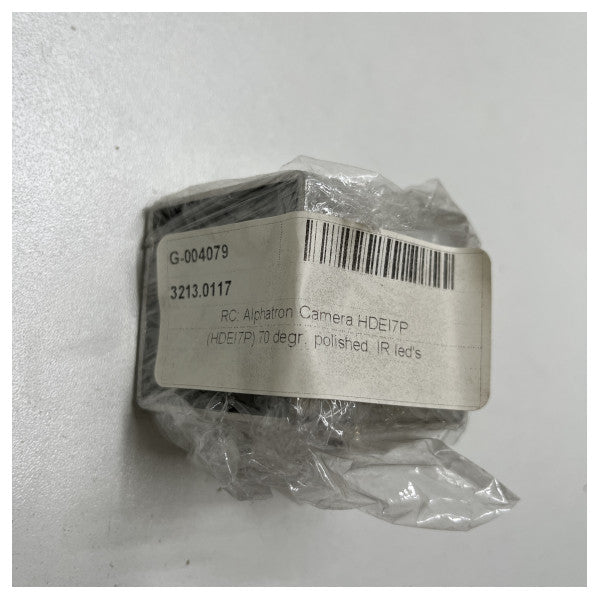 G-004079
3213.0117
RC: Alphatron Camera HDEI7P
(HDEI7P) 70 degr, polished, IR led's